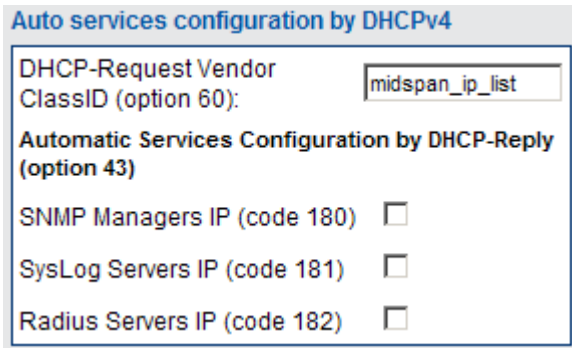 Auto services configuration by DHCPv4
DHCP-Request Vendor
ClassID (option 60):
midspan_ip_list
Automatic Services Configuration by DHCP-Reply
(option 43)
SNMP Managers IP (code 180)
SysLog Servers IP (code 181)
Radius Servers IP (code 182)